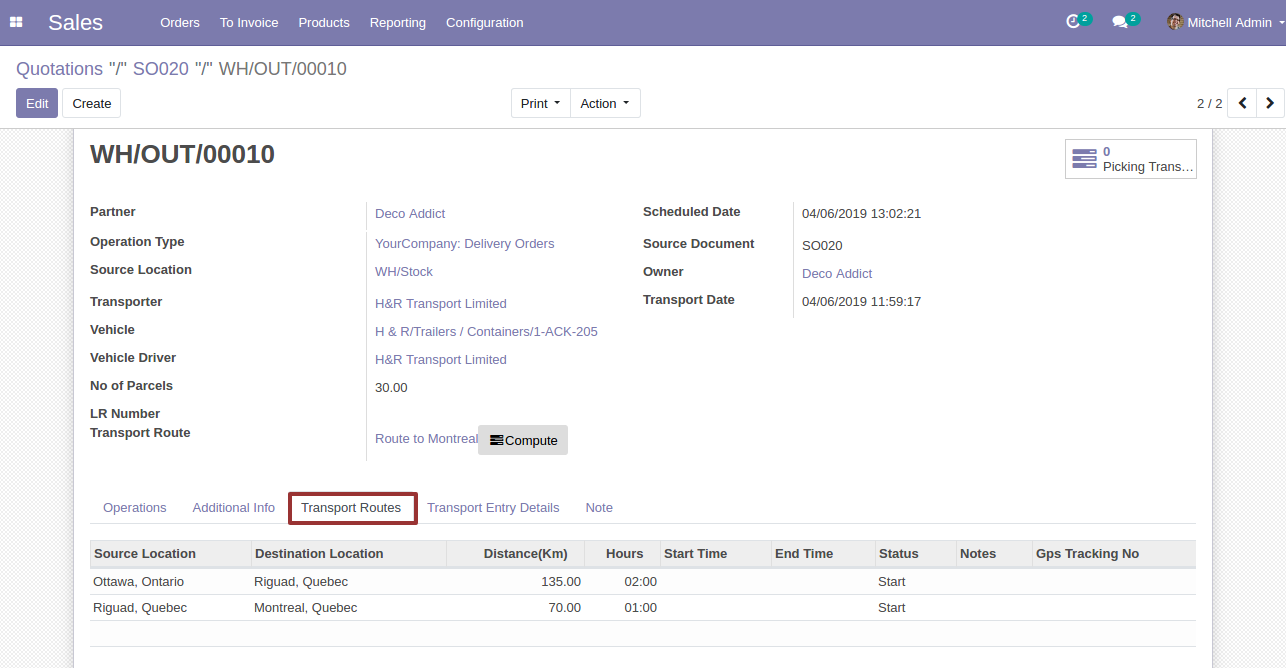 Sales Orders To Invoice Products Reporting Configuration 2 2 Mitchell Admin
Quotations "/" SO020 "/" WH/OUT/00010
Edit Create Print Action 2 / 2
WH/OUT/00010
0
Picking Trans...
Partner Deco Addict Scheduled Date 04/06/2019 13:02:21
Operation Type YourCompany: Delivery Orders Source Document SO020
Source Location WH/Stock Owner Deco Addict
Transporter H&R Transport Limited Transport Date 04/06/2019 11:59:17
Vehicle H & R/Trailers / Containers/1-ACK-205
Vehicle Driver H&R Transport Limited
No of Parcels 30.00
LR Number
Transport Route Route to Montreal Compute
Operations Additional Info Transport Routes Transport Entry Details Note
Source Location Destination Location Distance(Km) Hours Start Time End Time Status Notes Gps Tracking No
Ottawa, Ontario Riguad, Quebec 135.00 02:00 Start
Riguad, Quebec Montreal, Quebec 70.00 01:00 Start